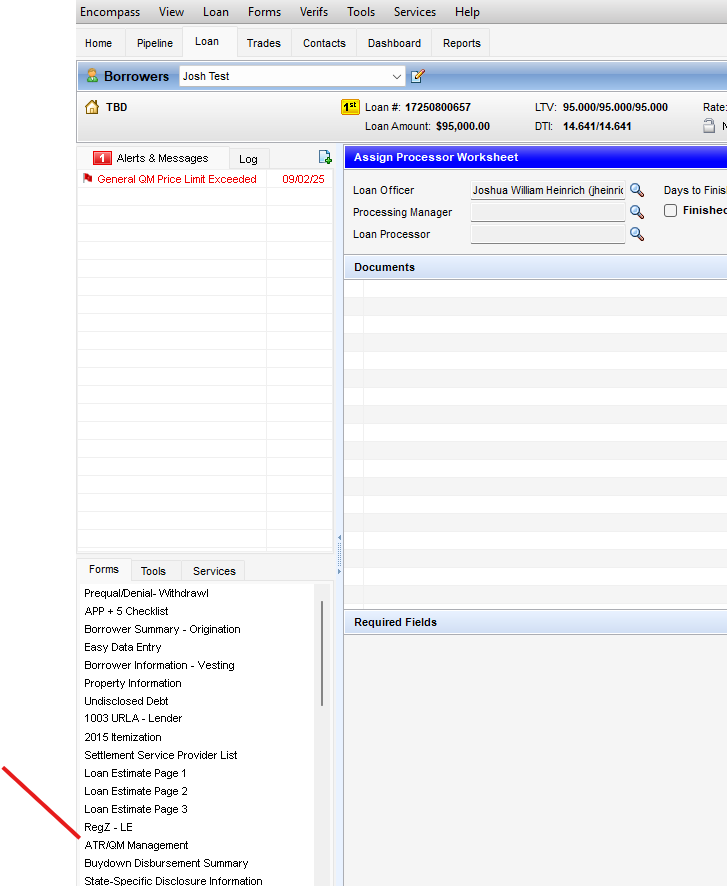 Encompass View Loan Forms Verifs Tools Services Help
Home Pipeline Loan Trades Contacts Dashboard Reports
Borrowers Josh Test
TBD 1st Loan #: 17250800657 LTV: 95.000/95.000/95.000 Rate:
Loan Amount: $95,000.00 DTI: 14.641/14.641
1 Alerts & Messages Log
General QM Price Limit Exceeded 09/02/25
Assign Processor Worksheet
Loan Officer Joshua William Heinrich (jheinric Days to Finish
Processing Manager Finished
Loan Processor
Documents
Required Fields
Forms Tools Services
Prequal/Denial- Withdrawl
APP + 5 Checklist
Borrower Summary - Origination
Easy Data Entry
Borrower Information - Vesting
Property Information
Undisclosed Debt
1003 URLA - Lender
2015 Itemization
Settlement Service Provider List
Loan Estimate Page 1
Loan Estimate Page 2
Loan Estimate Page 3
RegZ - LE
ATR/QM Management
Buydown Disbursement Summary
State-Specific Disclosure Information